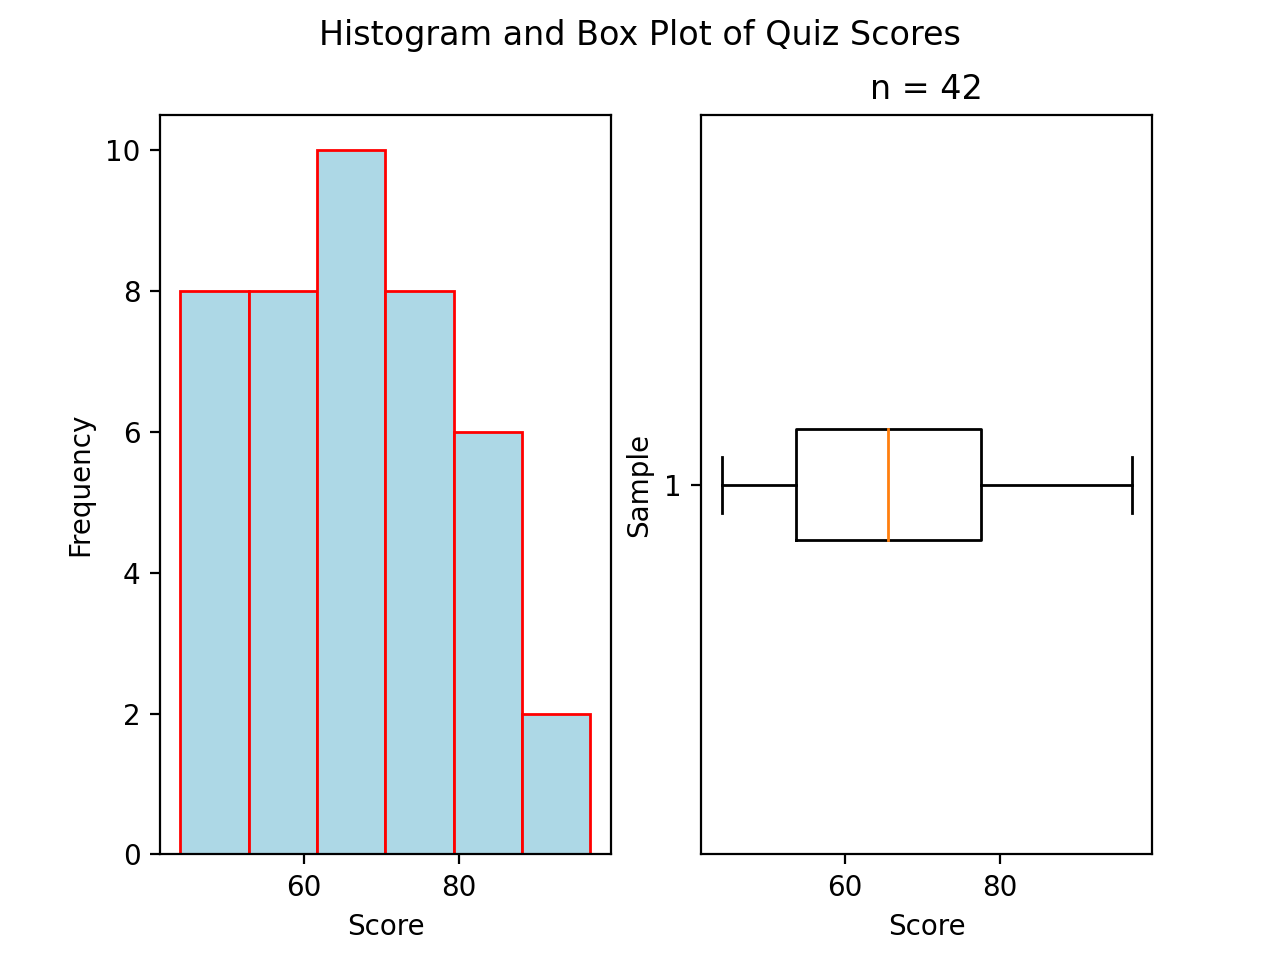 Histogram and Box Plot of Quiz Scores
10
8
6
4
2
0
Frequency
60 80
Score
n = 42
Sample
1
60 80
Score